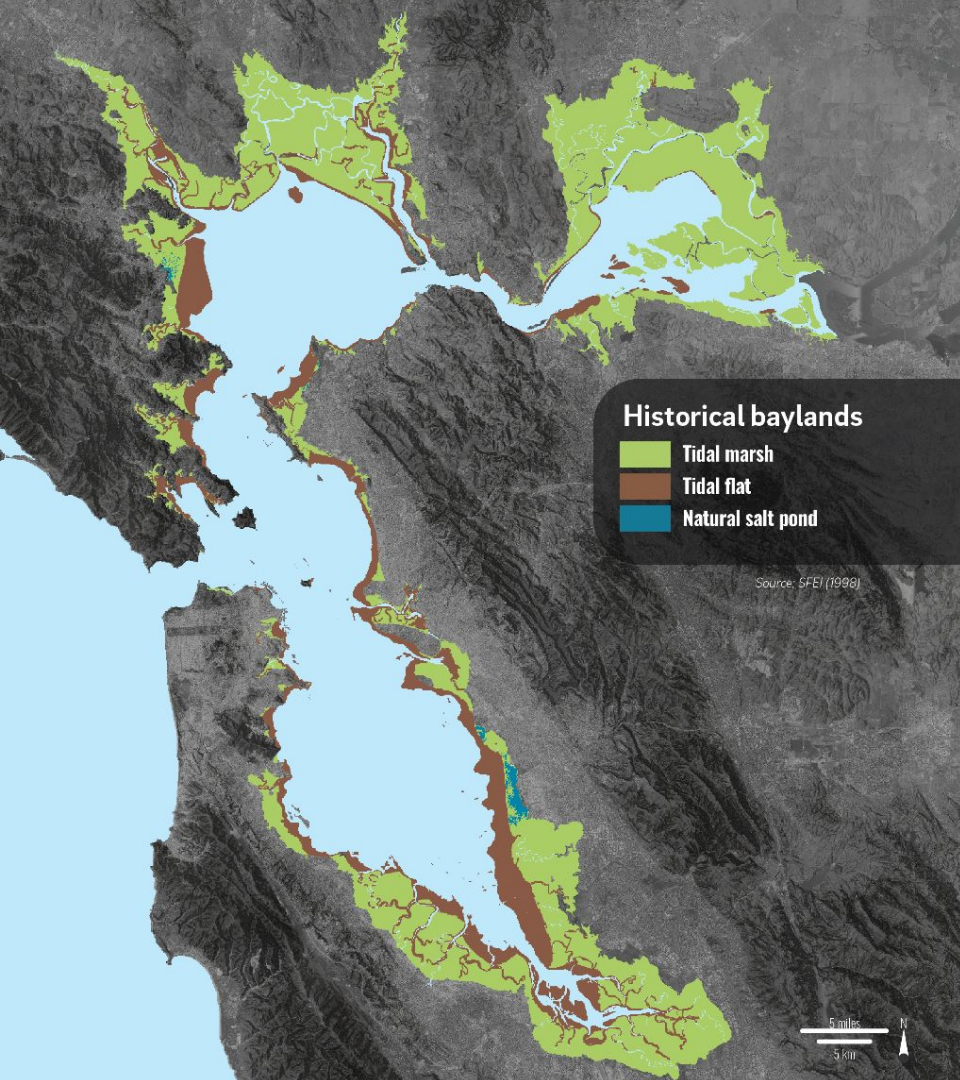 Historical baylands
Tidal marsh
Tidal flat
Natural salt pond
Source: SFEI (1998)
5 miles
N
5 km